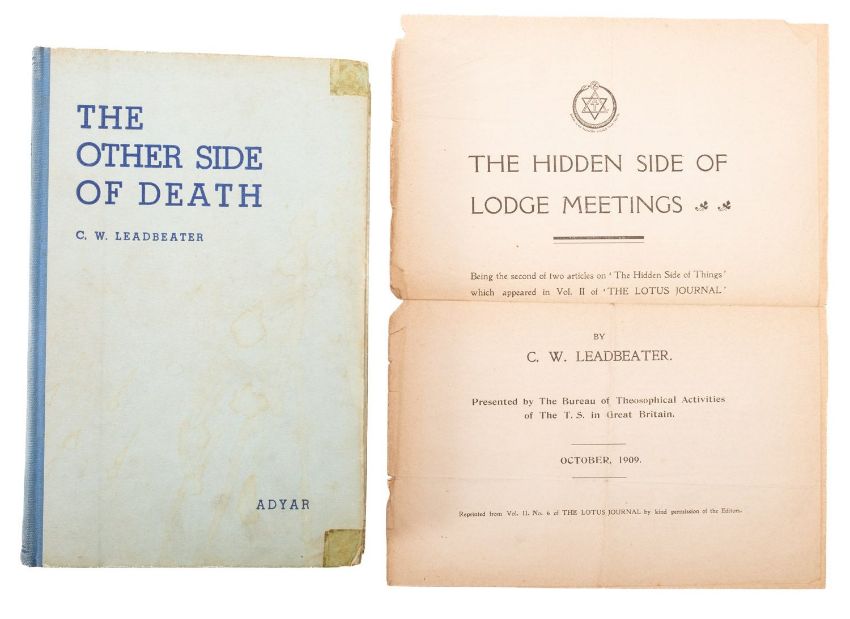 THE
OTHER SIDE
OF DEATH
C. W. LEADBEATER
ADYAR
THE HIDDEN SIDE OF
LODGE MEETINGS
Being the second of two articles on ‘The Hidden Side of Things’
which appeared in Vol. II of ‘THE LOTUS JOURNAL’
BY
C. W. LEADBEATER.
Presented by The Bureau of Theosophical Activities
of The T. S. in Great Britain.
OCTOBER, 1909.
Reprinted from Vol. II. No. 6 of THE LOTUS JOURNAL by kind permission of the Editors.